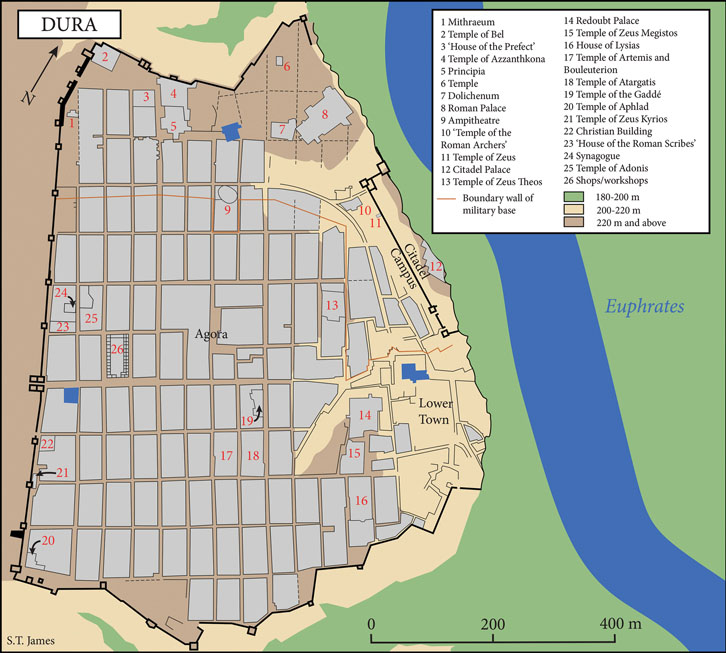 DURA
N
1 Mithraeum
2 Temple of Bel
3 ‘House of the Prefect’
4 Temple of Azzanthkona
5 Principia
6 Temple
7 Dolichenum
8 Roman Palace
9 Ampitheatre
10 ‘Temple of the
Roman Archers’
11 Temple of Zeus
12 Citadel Palace
13 Temple of Zeus Theos
14 Redoubt Palace
15 Temple of Zeus Megistos
16 House of Lysias
17 Temple of Artemis and
Bouleuterion
18 Temple of Atargatis
19 Temple of the Gaddé
20 Temple of Aphlad
21 Temple of Zeus Kyrios
22 Christian Building
23 ‘House of the Roman Scribes’
24 Synagogue
25 Temple of Adonis
26 Shops/workshops
Boundary wall of
military base
180-200 m
200-220 m
220 m and above
2
6
3
4
1
5
7
8
9
10
11
Citadel
Campus
12
24
25
23
13
Euphrates
Agora
26
19
Lower
Town
14
22
17
18
15
21
16
20
S.T. James
0
200
400 m